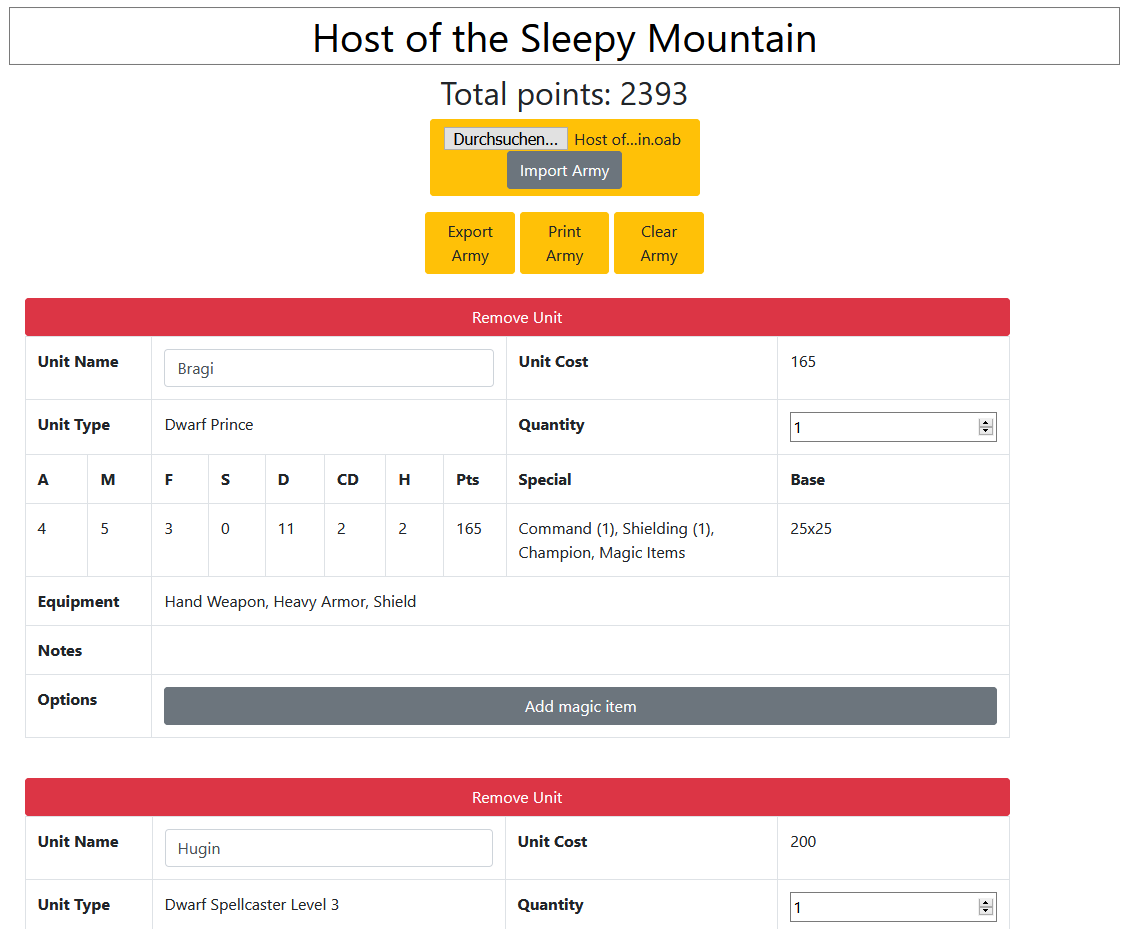 Host of the Sleepy Mountain
Total points: 2393
Durchsuchen... Host of...in.oab
Import Army
Export Army
Print Army
Clear Army
Remove Unit
Unit Name Bragi Unit Cost 165
Unit Type Dwarf Prince Quantity 1
A M F S D CD H Pts Special Base
4 5 3 0 11 2 2 165 Command (1), Shielding (1), 25x25
Champion, Magic Items
Equipment Hand Weapon, Heavy Armor, Shield
Notes
Options Add magic item
Remove Unit
Unit Name Hugin Unit Cost 200
Unit Type Dwarf Spellcaster Level 3 Quantity 1